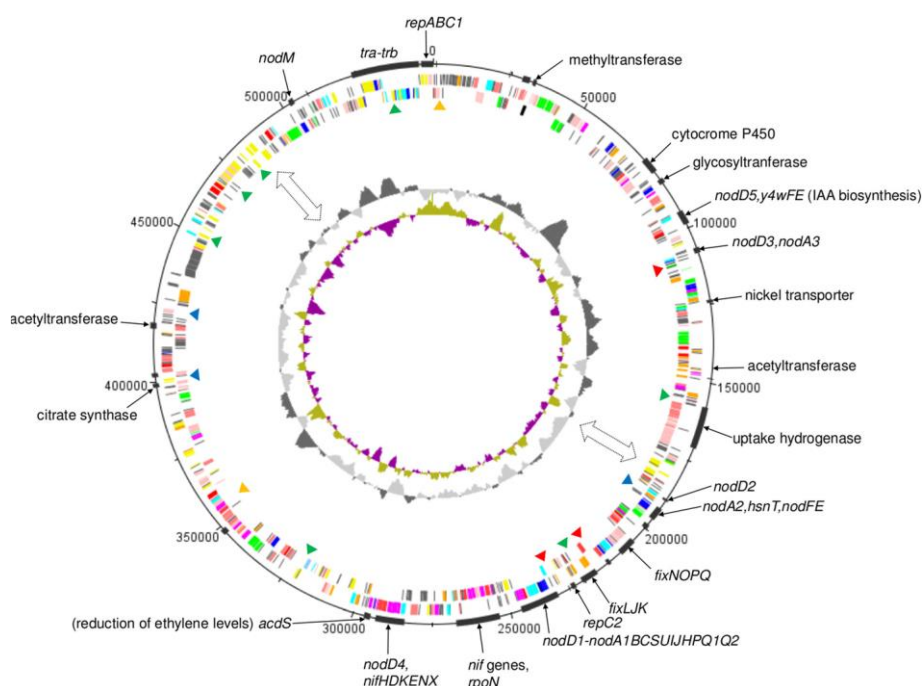 repABC1
0
tra-trb
nodM
methyltransferase
500000
50000
cytocrome P450
glycosyltranferase
nodD5,y4wFE (IAA biosynthesis)
450000
100000
nodD3,nodA3
nickel transporter
acetyltransferase
acetyltransferase
400000
150000
citrate synthase
uptake hydrogenase
nodD2
nodA2,hsnT,nodFE
350000
200000
fixNOPQ
fixLJK
repC2
(reduction of ethylene levels) acdS
300000
250000
nodD1-nodA1BCSUIJHPQ1Q2
nodD4,
nifHDKENX
nif genes,
rpoN